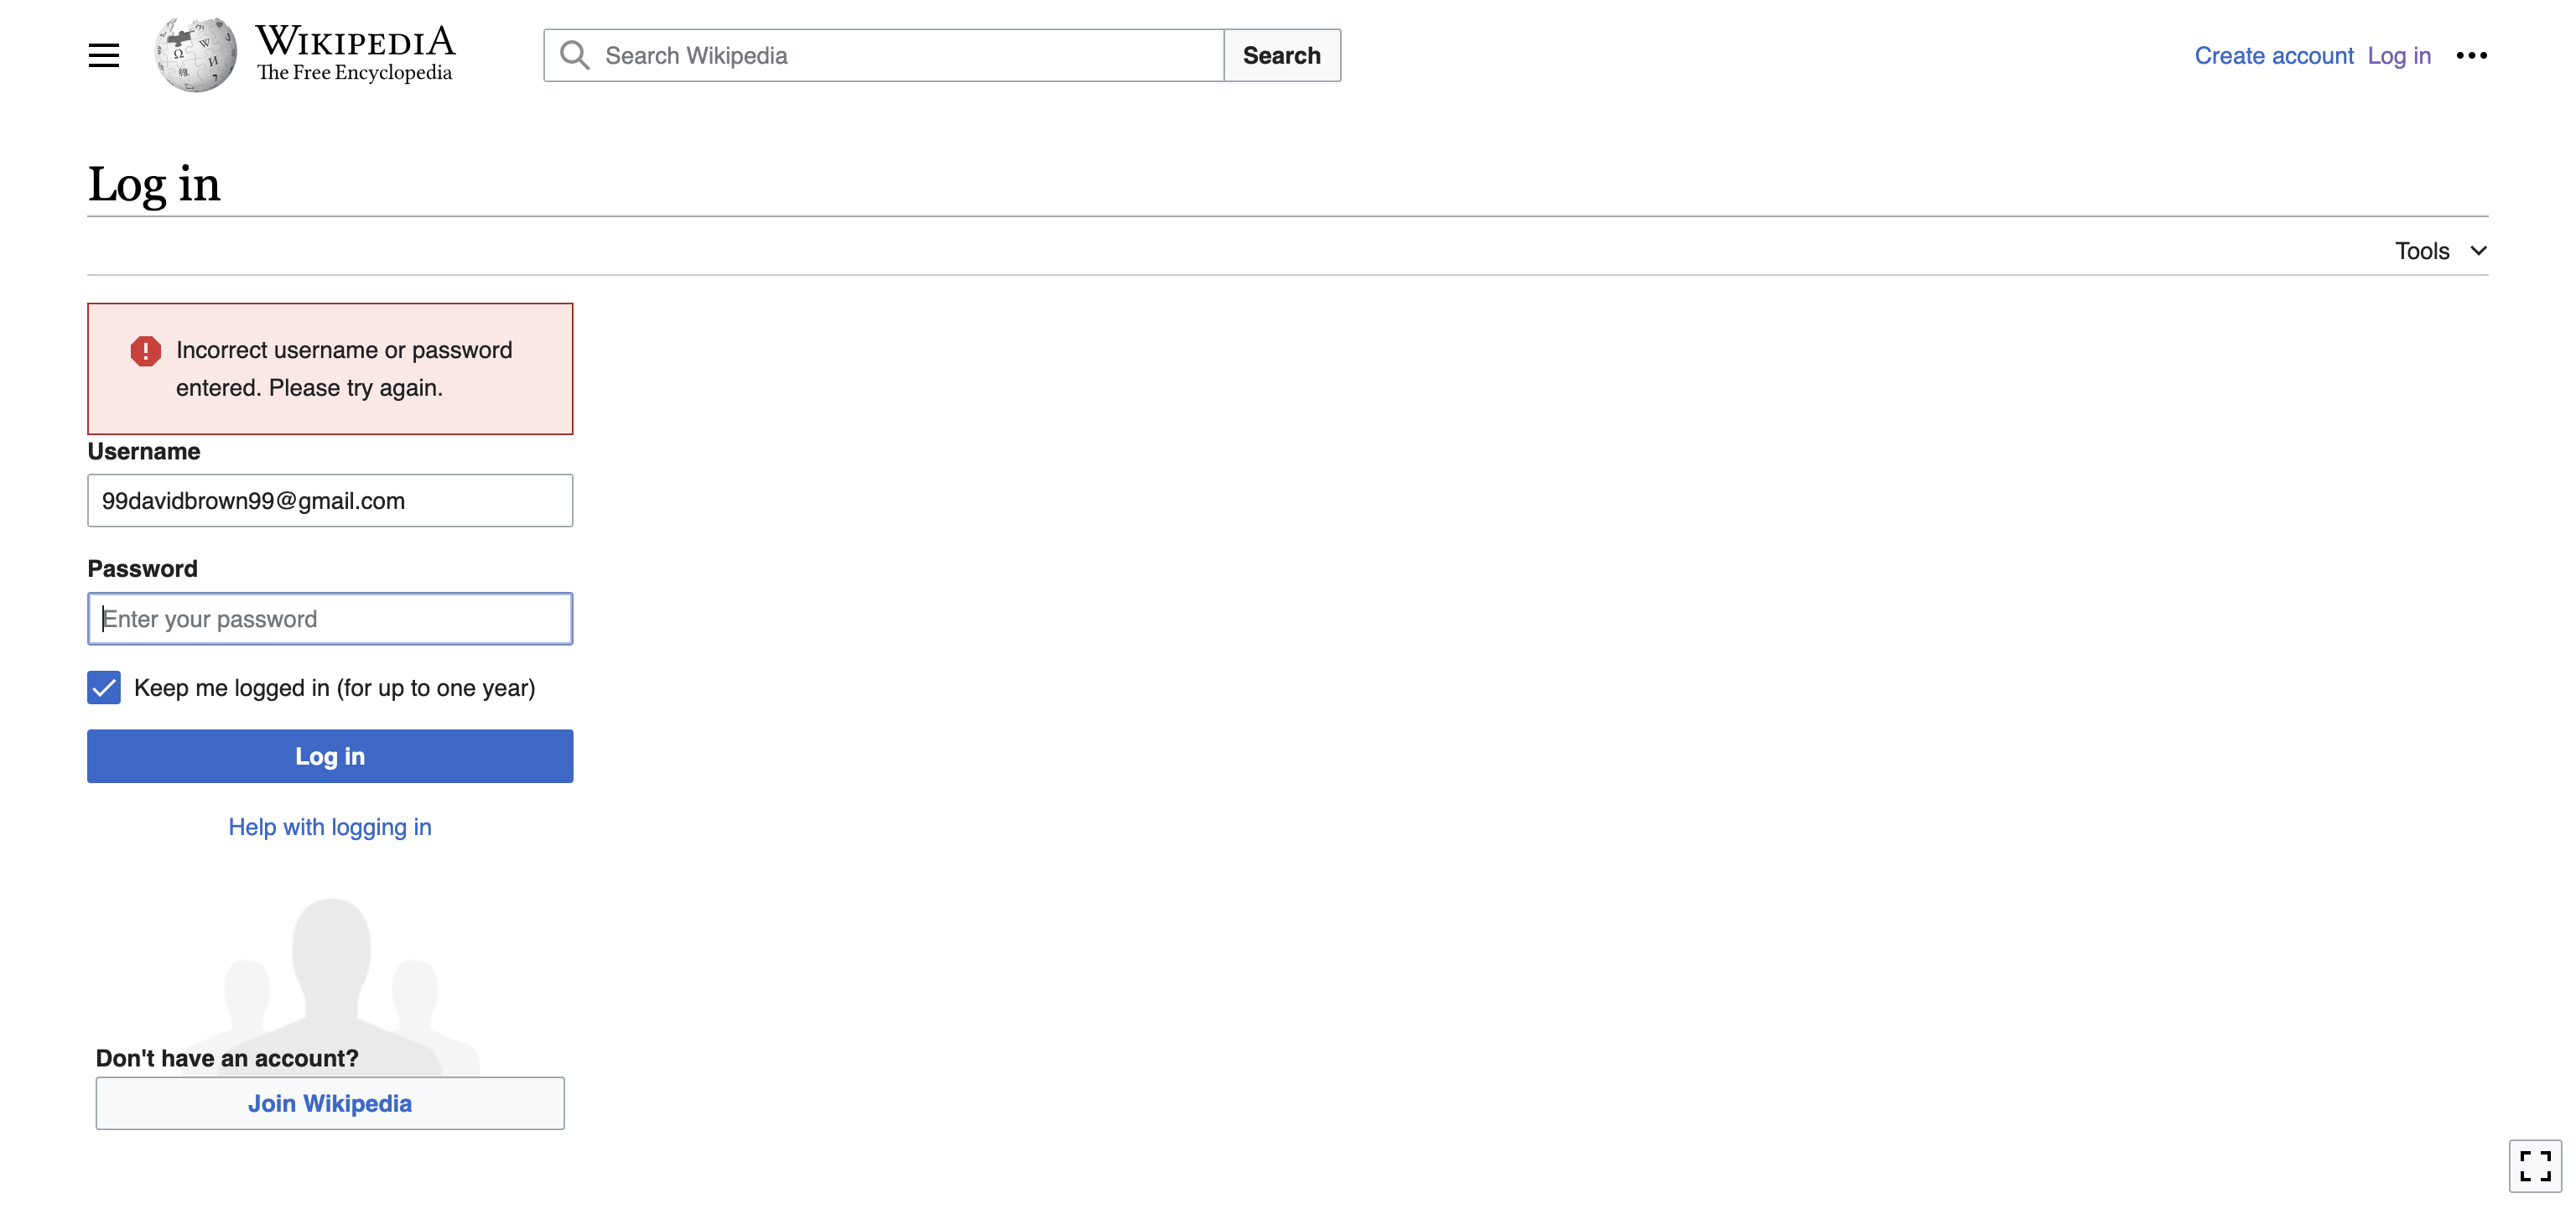 WIKIPEDIA
The Free Encyclopedia
Search Wikipedia
Search
Create account
Log in
Log in
Tools
Incorrect username or password
entered. Please try again.
Username
99davidbrown99@gmail.com
Password
Enter your password
Keep me logged in (for up to one year)
Log in
Help with logging in
Don't have an account?
Join Wikipedia